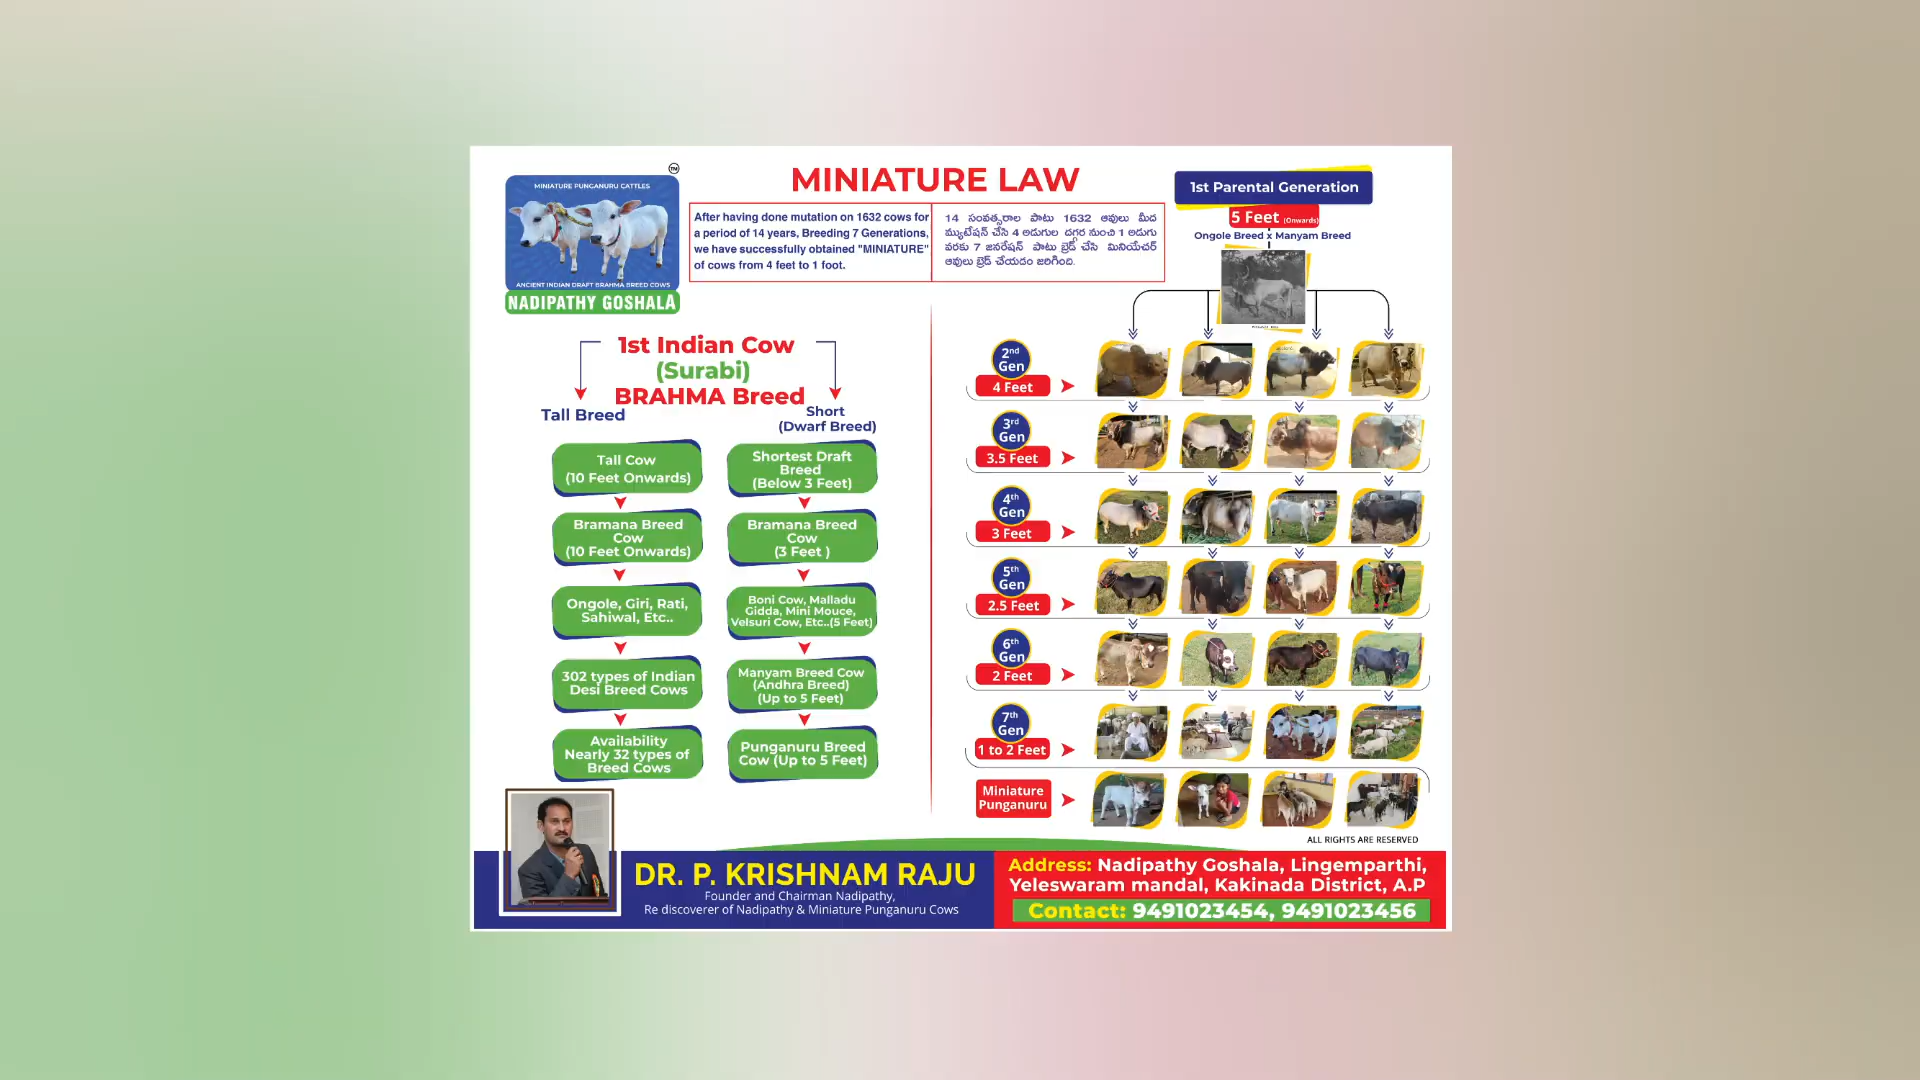 TM
MINIATURE PUNGANURU CATTLES
ANCIENT INDIAN DRAFT BRAHMA BREED COWS
NADIPATHY GOSHALA
MINIATURE LAW
After having done mutation on 1632 cows for
a period of 14 years, Breeding 7 Generations,
we have successfully obtained "MINIATURE"
of cows from 4 feet to 1 foot.
14 సంవత్సరాల పాటు 1632 ఆవులు మీద
మ్యుటేషన్ చేసి 4 అడుగుల దగ్గర నుంచి 1 అడుగు
వరకు 7 జనరేషన్ పాటు బ్రీడ్ చేసి మినియేచర్
ఆవులు బ్రీడ్ చేయడం జరిగింది.
1st Parental Generation
5 Feet (Onwards)
Ongole Breed x Manyam Breed
1st Indian Cow
(Surabi)
BRAHMA Breed
Tall Breed
Short
(Dwarf Breed)
Tall Cow
(10 Feet Onwards)
Bramana Breed
Cow
(10 Feet Onwards)
Ongole, Giri, Rati,
Sahiwal, Etc..
302 types of Indian
Desi Breed Cows
Availability
Nearly 32 types of
Breed Cows
Shortest Draft
Breed
(Below 3 Feet)
Bramana Breed
Cow
(3 Feet )
Boni Cow, Malladu
Gidda, Mini Mouce,
Velsuri Cow, Etc..(5 Feet)
Manyam Breed Cow
(Andhra Breed)
(Up to 5 Feet)
Punganuru Breed
Cow (Up to 5 Feet)
2nd
Gen
4 Feet
3rd
Gen
3.5 Feet
4th
Gen
3 Feet
5th
Gen
2.5 Feet
6th
Gen
2 Feet
7th
Gen
1 to 2 Feet
Miniature
Punganuru
ALL RIGHTS ARE RESERVED
DR. P. KRISHNAM RAJU
Founder and Chairman Nadipathy,
Re discoverer of Nadipathy & Miniature Punganuru Cows
Address: Nadipathy Goshala, Lingemparthi,
Yeleswaram mandal, Kakinada District, A.P
Contact: 9491023454, 9491023456